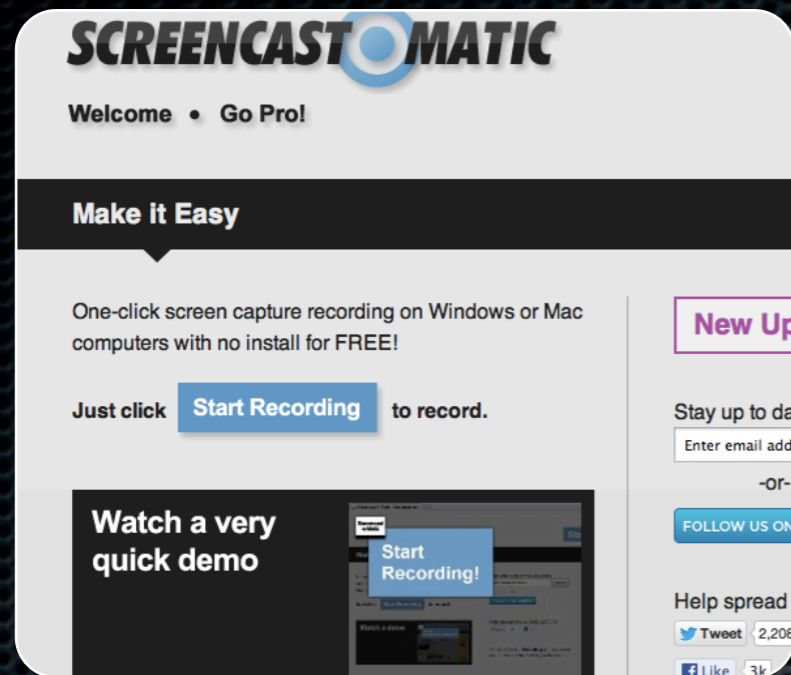 SCREENCAST O MATIC
Welcome • Go Pro!
Make it Easy
One-click screen capture recording on Windows or Mac
computers with no install for FREE!
Just click Start Recording to record.
Watch a very
quick demo
Start
Recording!
New Up
Stay up to da
Enter email add
-or-
FOLLOW US ON
Help spread
Tweet 2,208
Like 3k